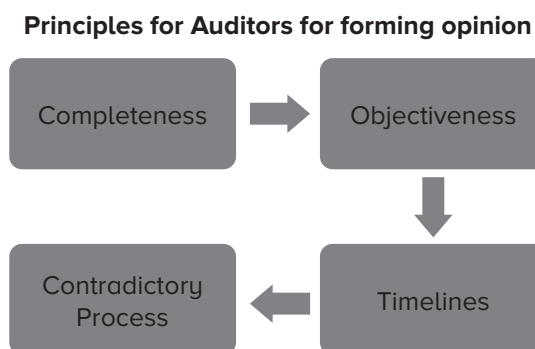 Principles for Auditors for forming opinion
Completeness
Objectiveness
Timelines
Contradictory
Process